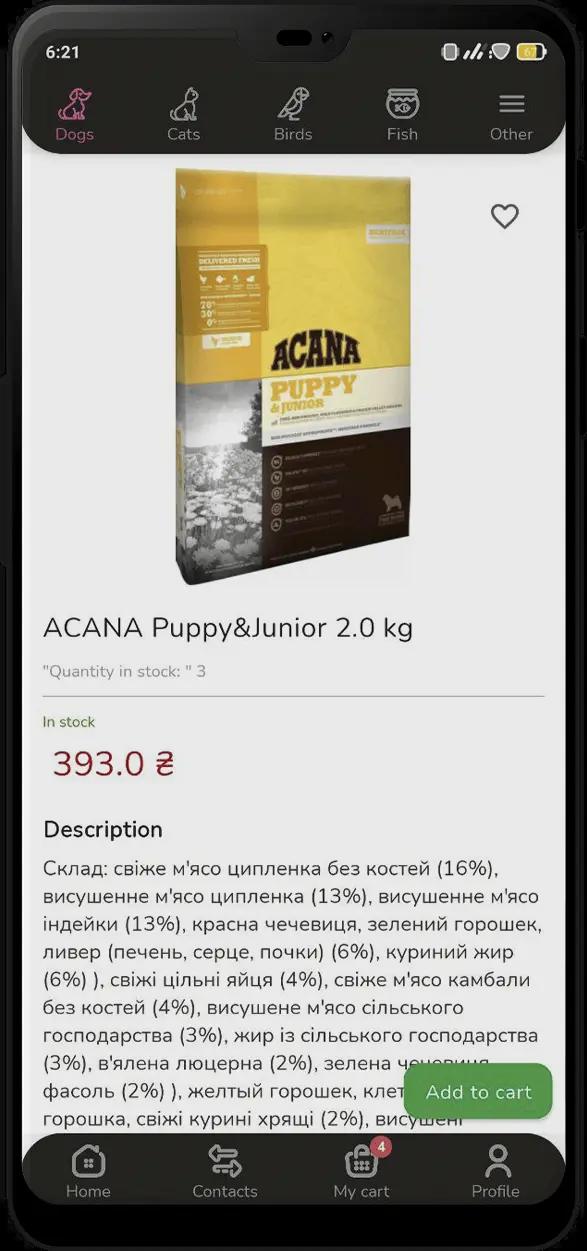 6:21
67
Dogs
Cats
Birds
Fish
Other
DELIVERED FRESH
ACANA
PUPPY
& JUNIOR
ACANA Puppy&Junior 2.0 kg
"Quantity in stock: " 3
In stock
393.0 ₴
Description
Склад: свіже м'ясо ципленка без костей (16%),
висушенне м'ясо ципленка (13%), висушенне м'ясо
індейки (13%), красна чечевиця, зелений горошек,
ливер (печень, серце, почки) (6%), куриний жир
(6%) ), свіжі цільні яйця (4%), свіже м'ясо камбали
без костей (4%), висушене м'ясо сільського
господарства (3%), жир із сільського господарства
(3%), в'ялена люцерна (2%), зелена чечевиця
фасоль (2%) ), желтый горошек, клет
Add to cart
горошка, свіжі курині хрящі (2%), висушені
4
Home
Contacts
My cart
Profile